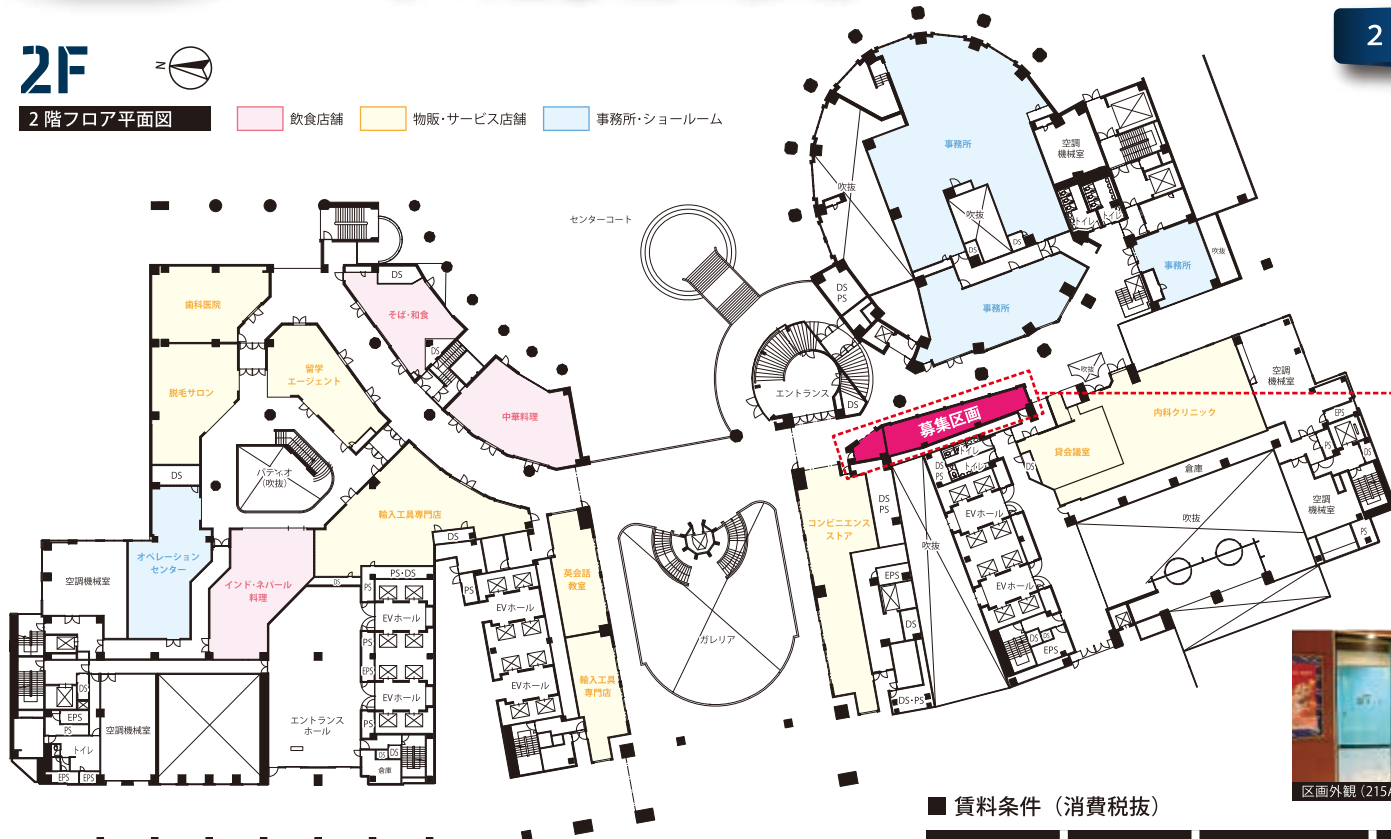 2F
N
2
2階フロア平面図
飲食店舗
物販・サービス店舗
事務所・ショールーム
センターコート
歯科医院
脱毛サロン
留学
エージェント
DS
そば・和食
DS
中華料理
DS
パティオ
(吹抜)
輸入工具専門店
オペレーション
センター
空調機械室
インド・ネパール
料理
DS
PS・DS
PS
EVホール
PS
EPS
EVホール
PS
DS
DS
倉庫
エントランス
ホール
空調機械室
DS
EPS
PS
トイレ
EPS
EPS
DS
PS
EVホール
EVホール
英会話
教室
輸入工具
専門店
ガレリア
エントランス
DS
DS
PS
吹抜
事務所
吹抜
DS
DS
事務所
空調
機械室
トイレ
トイレ
事務所
吹抜
吹抜
募集区画
コンビニエンス
ストア
DS
PS
EPS
DS
DS・PS
吹抜
DS
PS
トイレ
トイレ
EVホール
EVホール
DS
DS
EPS
DS
貸会議室
内科クリニック
空調
機械室
倉庫
吹抜
EPS
PS
DS
空調
機械室
PS
区画外観（215A
■ 賃料条件（消費税抜）